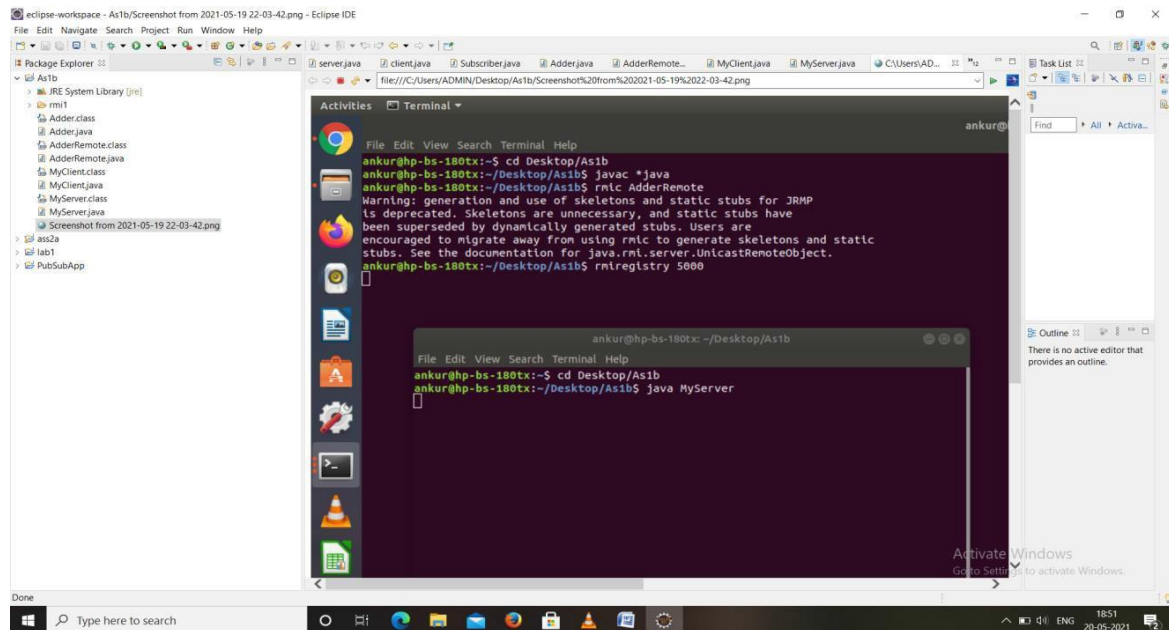 eclipse-workspace - As1b/Screenshot from 2021-05-19 22-03-42.png - Eclipse IDE
File Edit Navigate Search Project Run Window Help
Package Explorer
server.java client.java Subscriber.java Adder.java AdderRemote... MyClient.java MyServer.java C:\Users\AD... "12 Task List
file:///C:/Users/ADMIN/Desktop/As1b/Screenshot%20from%202021-05-19%2022-03-42.png
As1b
JRE System Library [jre]
rmi1
Adder.class
Adder.java
AdderRemote.class
AdderRemote.java
MyClient.class
MyClient.java
MyServer.class
MyServer.java
Screenshot from 2021-05-19 22-03-42.png
ass2a
lab1
PubSubApp
Activities Terminal
ankur@
File Edit View Search Terminal Help
ankur@hp-bs-180tx:~$ cd Desktop/As1b
ankur@hp-bs-180tx:~/Desktop/As1b$ javac *java
ankur@hp-bs-180tx:~/Desktop/As1b$ rmic AdderRemote
Warning: generation and use of skeletons and static stubs for JRMP
is deprecated. Skeletons are unnecessary, and static stubs have
been superseded by dynamically generated stubs. Users are
encouraged to migrate away from using rmic to generate skeletons and static
stubs. See the documentation for java.rmi.server.UnicastRemoteObject.
ankur@hp-bs-180tx:~/Desktop/As1b$ rmiregistry 5000
ankur@hp-bs-180tx: ~/Desktop/As1b
File Edit View Search Terminal Help
ankur@hp-bs-180tx:~$ cd Desktop/As1b
ankur@hp-bs-180tx:~/Desktop/As1b$ java MyServer
Find All Activa...
Outline
There is no active editor that
provides an outline.
Activate Windows
Go to Settings to activate Windows.
Done
Type here to search
ENG
18:51
20-05-2021
2